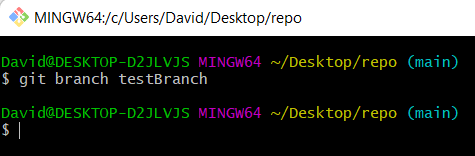 MINGW64:/c/Users/David/Desktop/repo
David@DESKTOP-D2JLVJS MINGW64 ~/Desktop/repo (main)
$ git branch testBranch
David@DESKTOP-D2JLVJS MINGW64 ~/Desktop/repo (main)
$